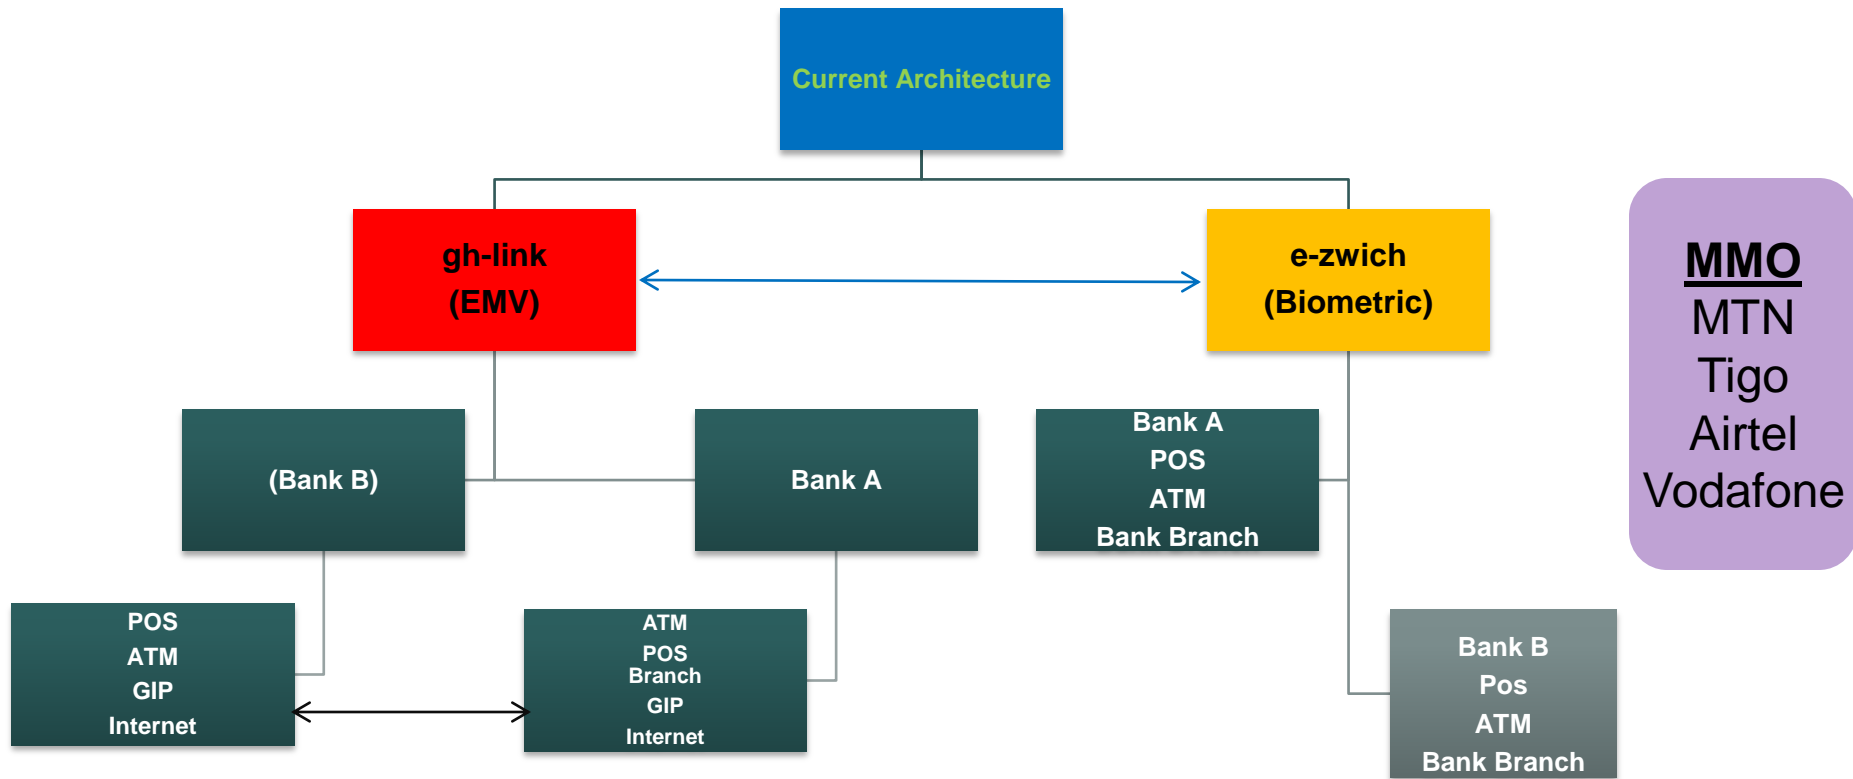 Current Architecture
gh-link
(EMV)
e-zwich
(Biometric)
MMO
MTN
Tigo
Airtel
Vodafone
(Bank B)
Bank A
Bank A
POS
ATM
Bank Branch
POS
ATM
GIP
Internet
ATM
POS
Branch
GIP
Internet
Bank B
Pos
ATM
Bank Branch